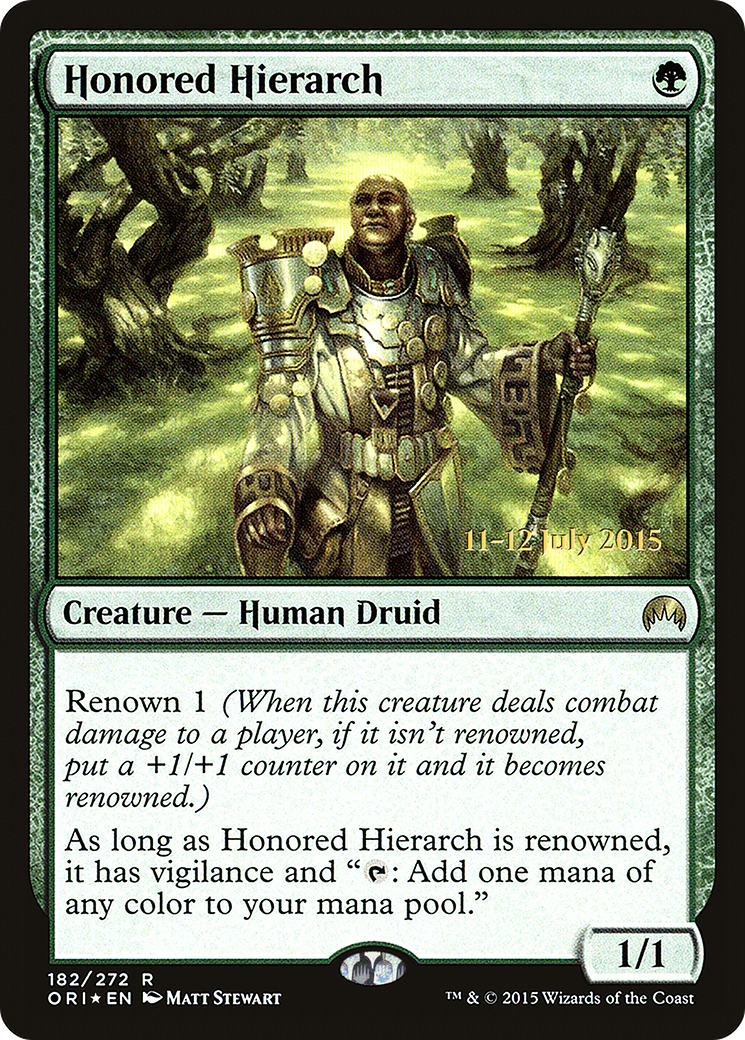 Honored Hierarch
11–12 July 2015
Creature — Human Druid
Renown 1 (When this creature deals combat
damage to a player, if it isn't renowned,
put a +1/+1 counter on it and it becomes
renowned.)
As long as Honored Hierarch is renowned,
it has vigilance and “: Add one mana of
any color to your mana pool.”
1/1
182/272 R
ORI★EN Matt Stewart
™ & © 2015 Wizards of the Coast